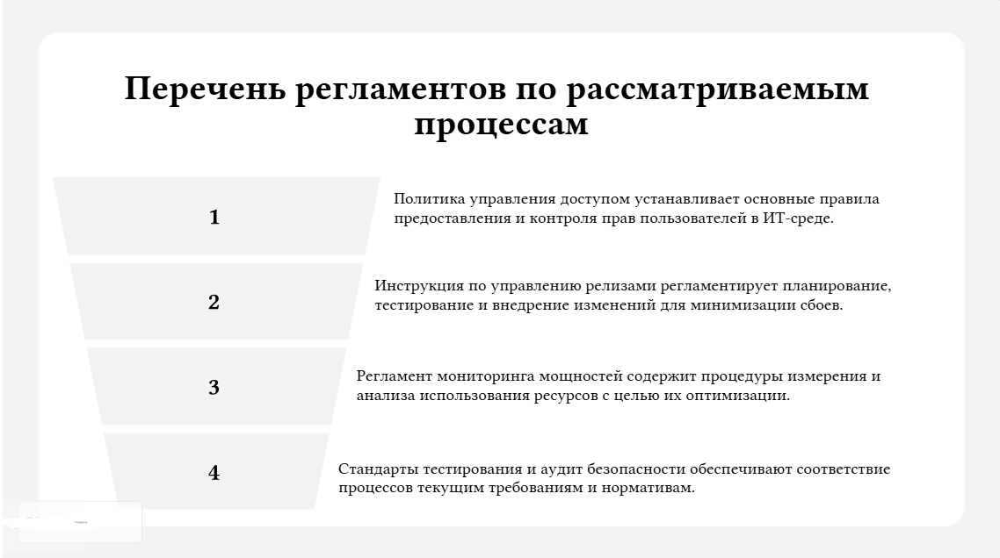 Перечень регламентов по рассматриваемым
процессам
1
Политика управления доступом устанавливает основные правила
предоставления и контроля прав пользователей в ИТ-среде.
2
Инструкция по управлению релизами регламентирует планирование,
тестирование и внедрение изменений для минимизации сбоев.
3
Регламент мониторинга мощностей содержит процедуры измерения и
анализа использования ресурсов с целью их оптимизации.
4
Стандарты тестирования и аудит безопасности обеспечивают соответствие
процессов текущим требованиям и нормативам.